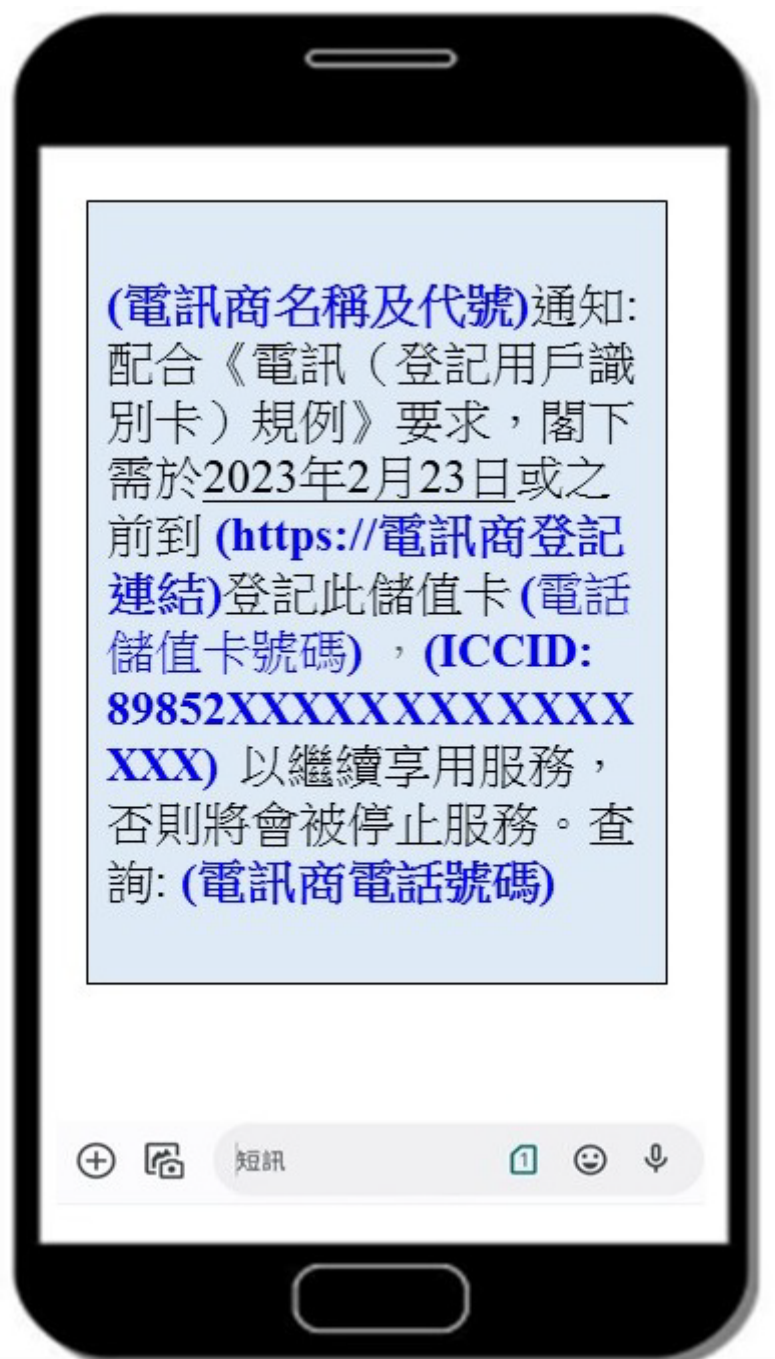 (電訊商名稱及代號)通知:
配合《電訊（登記用戶識
別卡）規例》要求，閣下
需於2023年2月23日或之
前到 (https://電訊商登記
連結)登記此儲值卡 (電話
儲值卡號碼) ，(ICCID:
89852XXXXXXXXXXXX
XXX) 以繼續享用服務，
否則將會被停止服務。查
詢: (電訊商電話號碼)
短訊
1